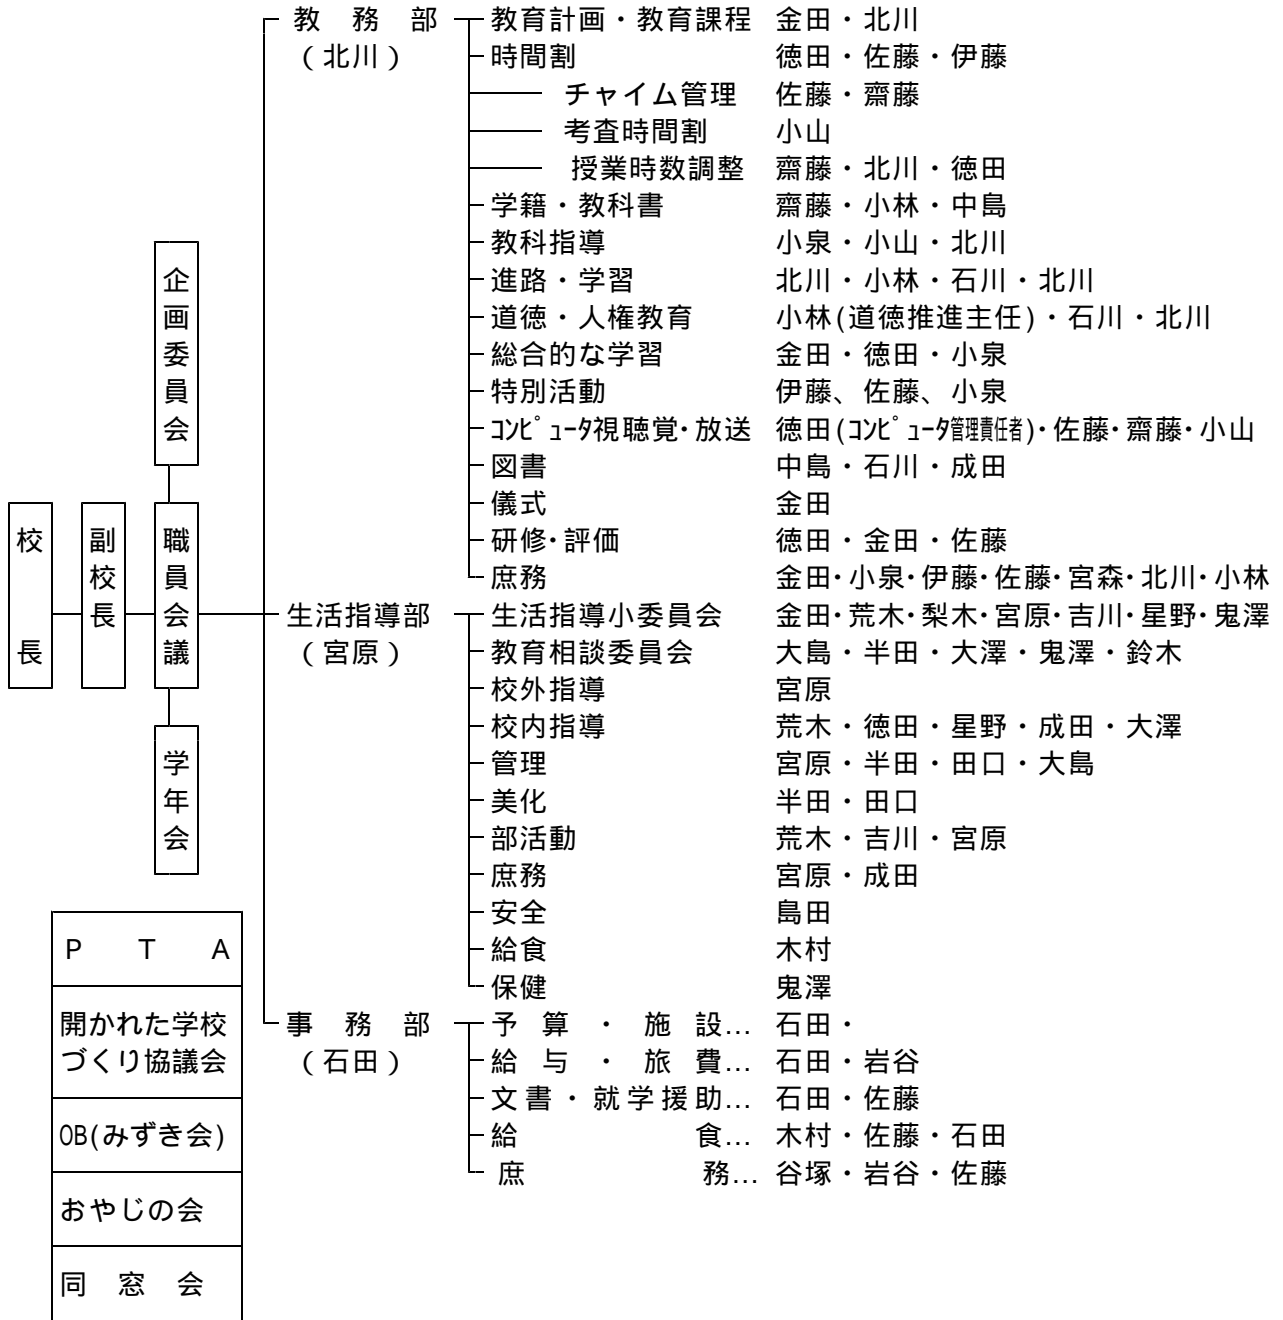 教務部 教育計画・教育課程 金田・北川
(北川) 時間割 徳田・佐藤・伊藤
チャイム管理 佐藤・齋藤
考査時間割 小山
授業時数調整 齋藤・北川・徳田
学籍・教科書 齋藤・小林・中島
教科指導 小泉・小山・北川
進路・学習 北川・小林・石川・北川
道徳・人権教育 小林(道徳推進主任)・石川・北川
総合的な学習 金田・徳田・小泉
特別活動 伊藤、佐藤、小泉
コンピュータ視聴覚・放送 徳田(コンピュータ管理責任者)・佐藤・齋藤・小山
図書 中島・石川・成田
儀式 金田
研修・評価 徳田・金田・佐藤
庶務 金田・小泉・伊藤・佐藤・宮森・北川・小林
企画委員会
校長
副校長
職員会議
学年会
生活指導部 生活指導小委員会 金田・荒木・梨木・宮原・吉川・星野・鬼澤
(宮原) 教育相談委員会 大島・半田・大澤・鬼澤・鈴木
校外指導 宮原
校内指導 荒木・徳田・星野・成田・大澤
管理 宮原・半田・田口・大島
美化 半田・田口
部活動 荒木・吉川・宮原
庶務 宮原・成田
安全 島田
給食 木村
保健 鬼澤
事務部 予算・施設… 石田・
(石田) 給与・旅費… 石田・岩谷
文書・就学援助… 石田・佐藤
給食… 木村・佐藤・石田
庶務… 谷塚・岩谷・佐藤
PTA
開かれた学校
づくり協議会
OB(みずき会)
おやじの会
同窓会